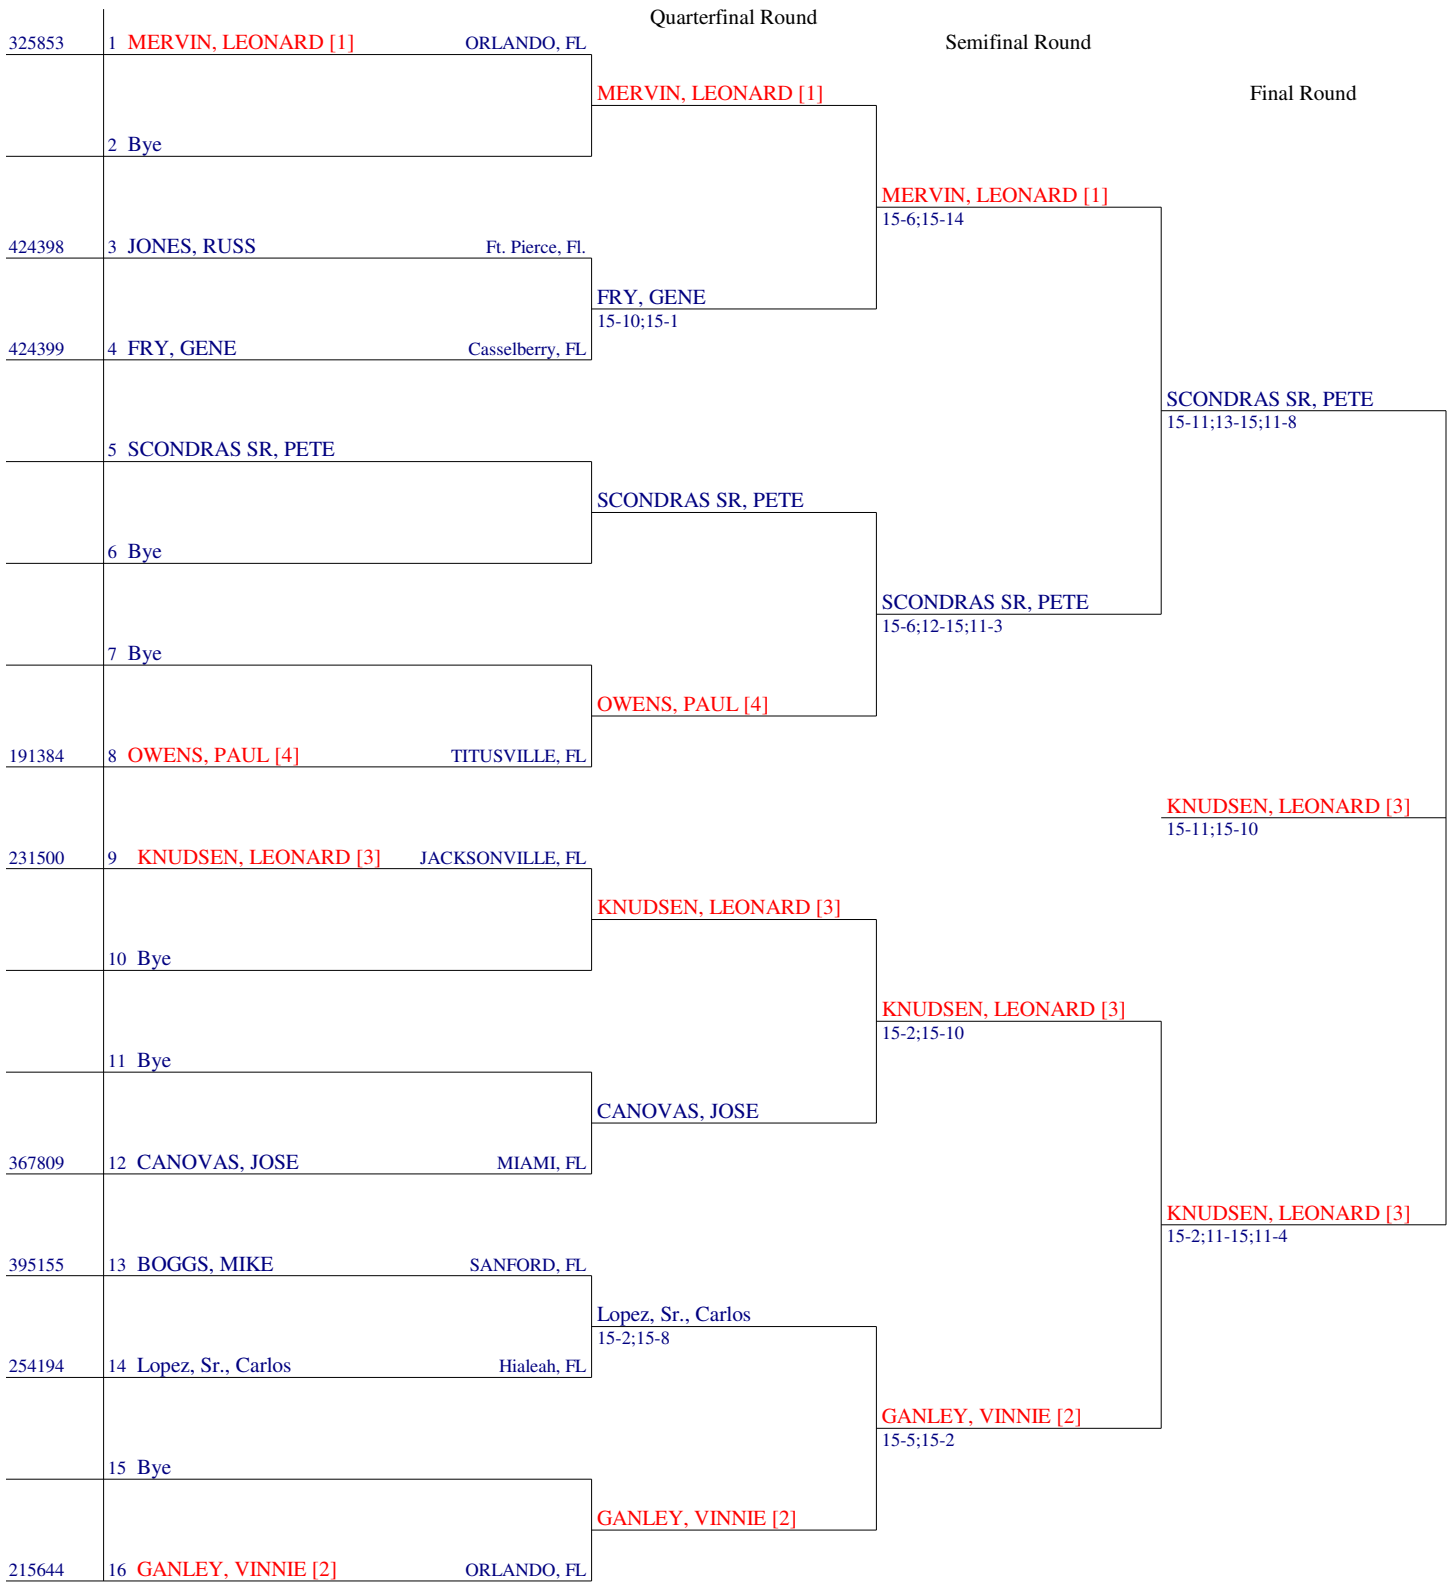 Quarterfinal Round
Semifinal Round
Final Round
325853 1 MERVIN, LEONARD [1] ORLANDO, FL
MERVIN, LEONARD [1]
2 Bye
MERVIN, LEONARD [1]
15-6;15-14
424398 3 JONES, RUSS Ft. Pierce, Fl.
FRY, GENE
15-10;15-1
424399 4 FRY, GENE Casselberry, FL
SCONDRAS SR, PETE
15-11;13-15;11-8
5 SCONDRAS SR, PETE
SCONDRAS SR, PETE
6 Bye
SCONDRAS SR, PETE
15-6;12-15;11-3
7 Bye
OWENS, PAUL [4]
191384 8 OWENS, PAUL [4] TITUSVILLE, FL
KNUDSEN, LEONARD [3]
15-11;15-10
231500 9 KNUDSEN, LEONARD [3] JACKSONVILLE, FL
KNUDSEN, LEONARD [3]
10 Bye
KNUDSEN, LEONARD [3]
15-2;15-10
11 Bye
CANOVAS, JOSE
367809 12 CANOVAS, JOSE MIAMI, FL
KNUDSEN, LEONARD [3]
15-2;11-15;11-4
395155 13 BOGGS, MIKE SANFORD, FL
Lopez, Sr., Carlos
15-2;15-8
254194 14 Lopez, Sr., Carlos Hialeah, FL
GANLEY, VINNIE [2]
15-5;15-2
15 Bye
GANLEY, VINNIE [2]
215644 16 GANLEY, VINNIE [2] ORLANDO, FL